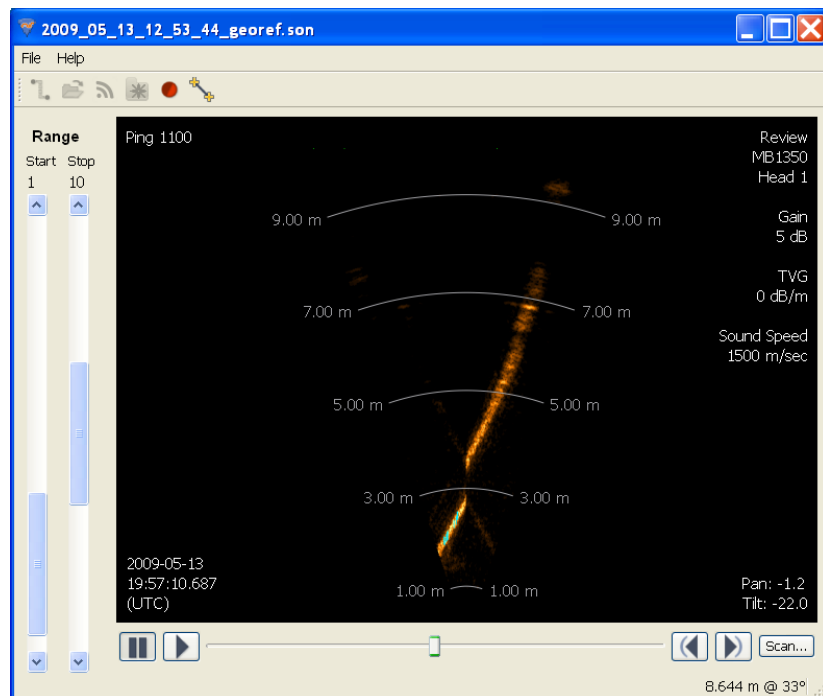 2009_05_13_12_53_44_georef.son
File Help
Range
Start Stop
1 10
Ping 1100
Review
MB1350
Head 1
Gain
5 dB
TVG
0 dB/m
Sound Speed
1500 m/sec
9.00 m 9.00 m
7.00 m 7.00 m
5.00 m 5.00 m
3.00 m 3.00 m
1.00 m 1.00 m
2009-05-13
19:57:10.687
(UTC)
Pan: -1.2
Tilt: -22.0
Scan...
8.644 m @ 33°